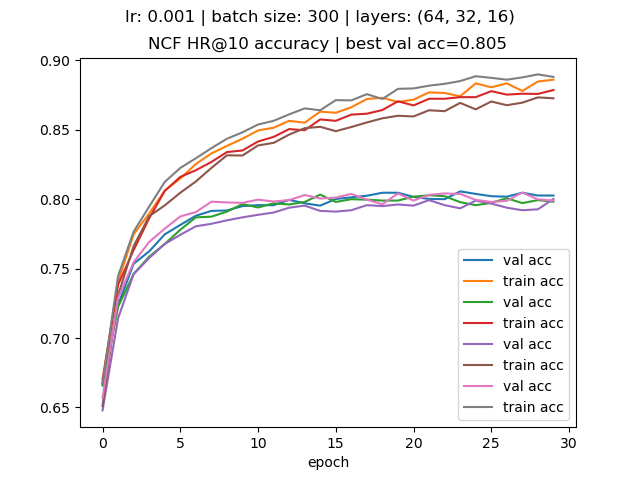 lr: 0.001 | batch size: 300 | layers: (64, 32, 16)
NCF HR@10 accuracy | best val acc=0.805
0.90
0.85
0.80
0.75
0.70
0.65
val acc
train acc
val acc
train acc
val acc
train acc
val acc
train acc
0 5 10 15 20 25 30
epoch